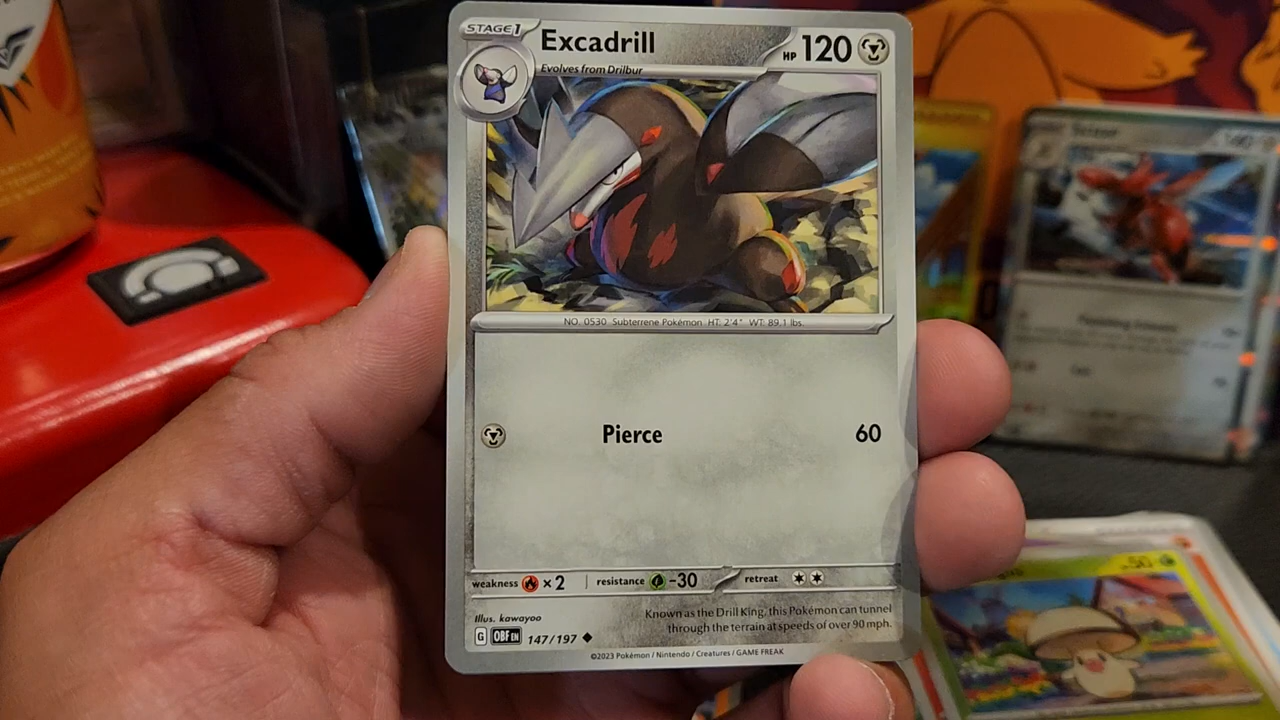 STAGE1
Excadrill
HP 120
Evolves from Drilbur
NO. 0530 Subterrene Pokémon HT: 2'4" WT: 89.1 lbs.
Pierce 60
weakness ×2 resistance -30 retreat
Illus. kawayoo
Known as the Drill King, this Pokémon can tunnel
through the terrain at speeds of over 90 mph.
G OBF EN 147/197
©2023 Pokémon / Nintendo / Creatures / GAME FREAK
Scizor
50